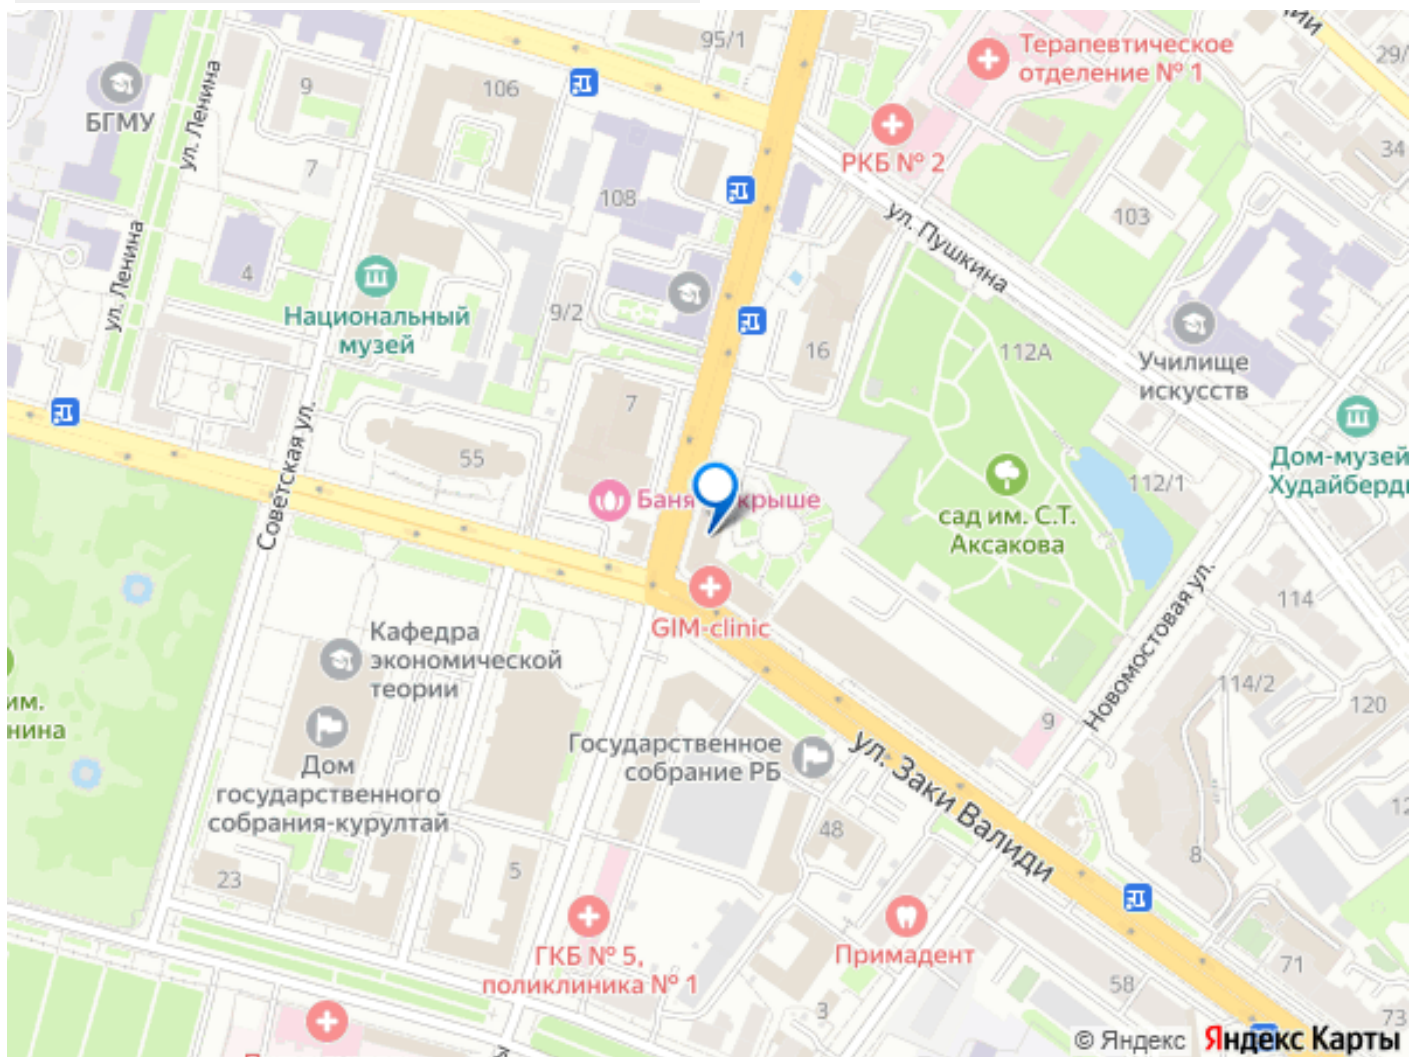 95/1
29/
Терапевтическое
отделение № 1
9
106
БГМУ
ул. Ленина
34
РКБ № 2
7
108
103
ул. Пушкина
ул. Ленина
4
Национальный
музей
9/2
16
112А
Училище
искусств
7
Советская ул.
55
Дом-музей
Худайберд
112/1
Баня
крыше
сад им. С.Т.
Аксакова
114
GIM-clinic
Новомостовая ул.
Кафедра
экономической
теории
114/2
120
им.
нина
9
Государственное
собрание РБ
ул. Заки Валиди
Дом
государственного
собрания-курултай
48
12
8
23
5
ГКБ № 5,
поликлиника № 1
Примадент
71
58
3
73
© Яндекс Яндекс Карты